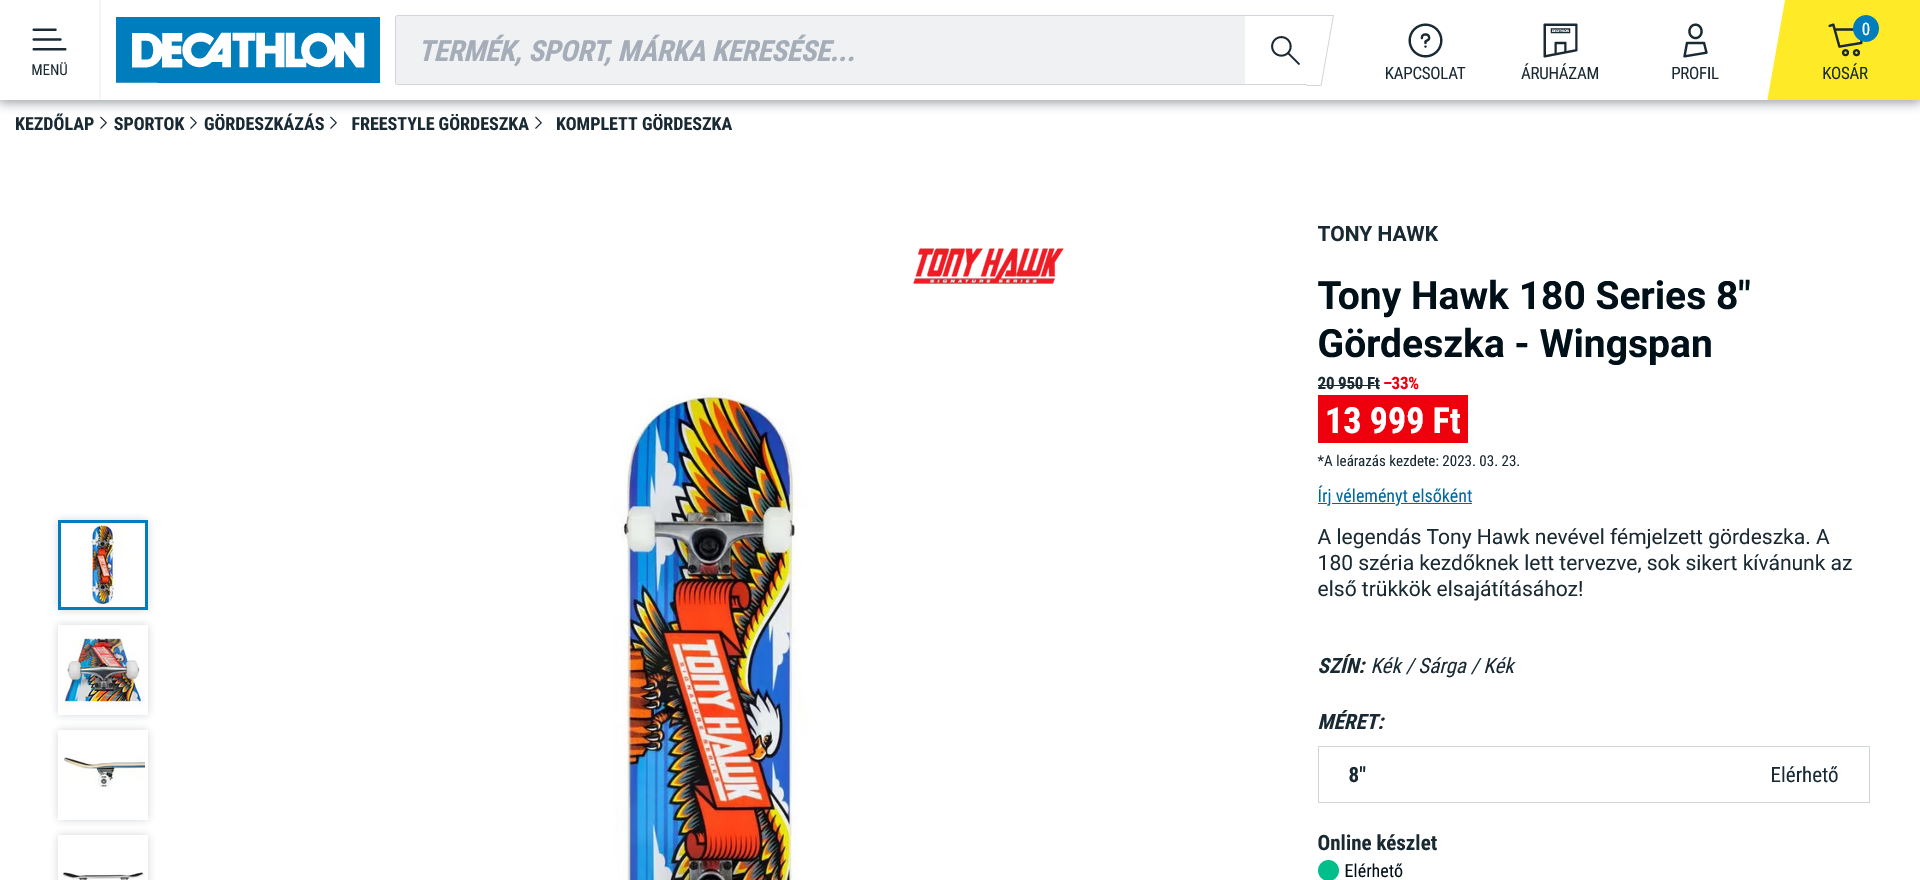 MENÜ
DECATHLON
TERMÉK, SPORT, MÁRKA KERESÉSE...
KAPCSOLAT
ÁRUHÁZAM
PROFIL
0
KOSÁR
KEZDŐLAP > SPORTOK > GÖRDESZKÁZÁS > FREESTYLE GÖRDESZKA > KOMPLETT GÖRDESZKA
TONY HAWK
SIGNATURE SERIES
TONY HAWK
SIGNATURE SERIES
TONY HAWK
Tony Hawk 180 Series 8"
Gördeszka - Wingspan
20 950 Ft −33%
13 999 Ft
*A leárazás kezdete: 2023. 03. 23.
Írj véleményt elsőként
A legendás Tony Hawk nevével fémjelzett gördeszka. A
180 széria kezdőknek lett tervezve, sok sikert kívánunk az
első trükkök elsajátításához!
SZÍN: Kék / Sárga / Kék
MÉRET:
8" Elérhető
Online készlet
Elérhető